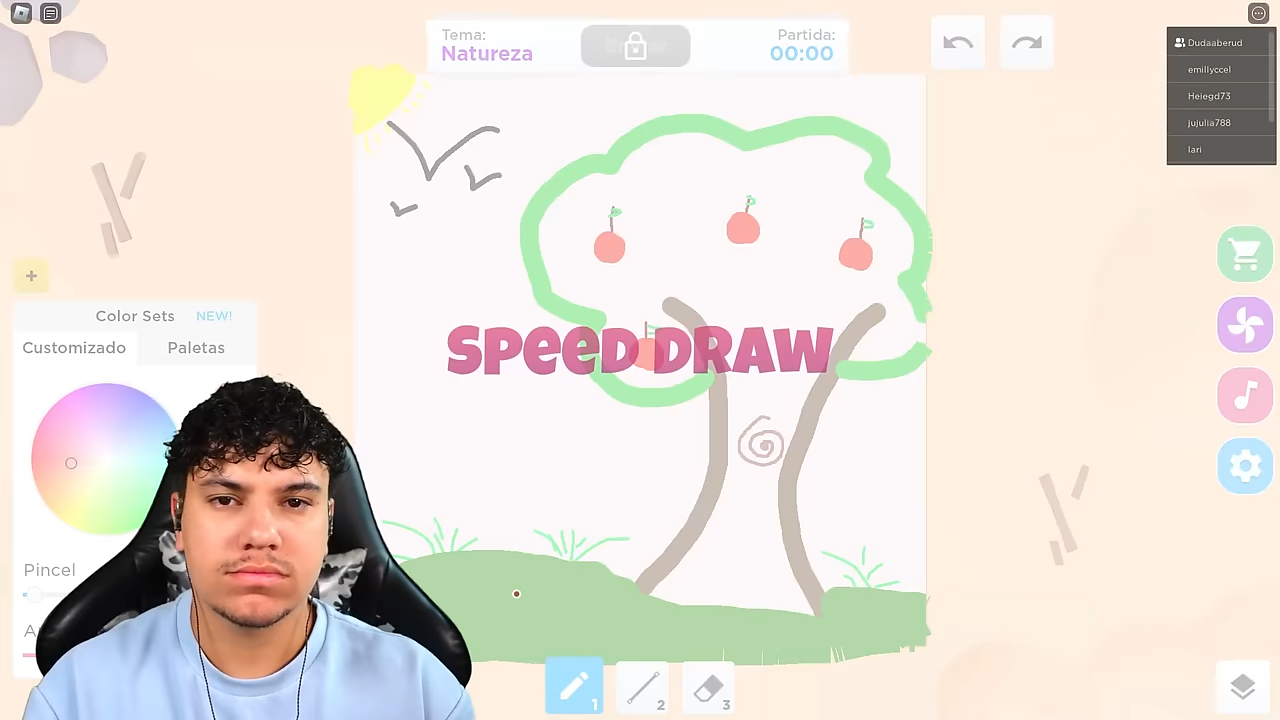 Tema:
Natureza
Partida:
00:00
Dudaaberud
emillyccel
Heiegd73
jujulia788
lari
+
Color Sets NEW!
Customizado Paletas
SPeeD DRAW
Pincel
1
2
3